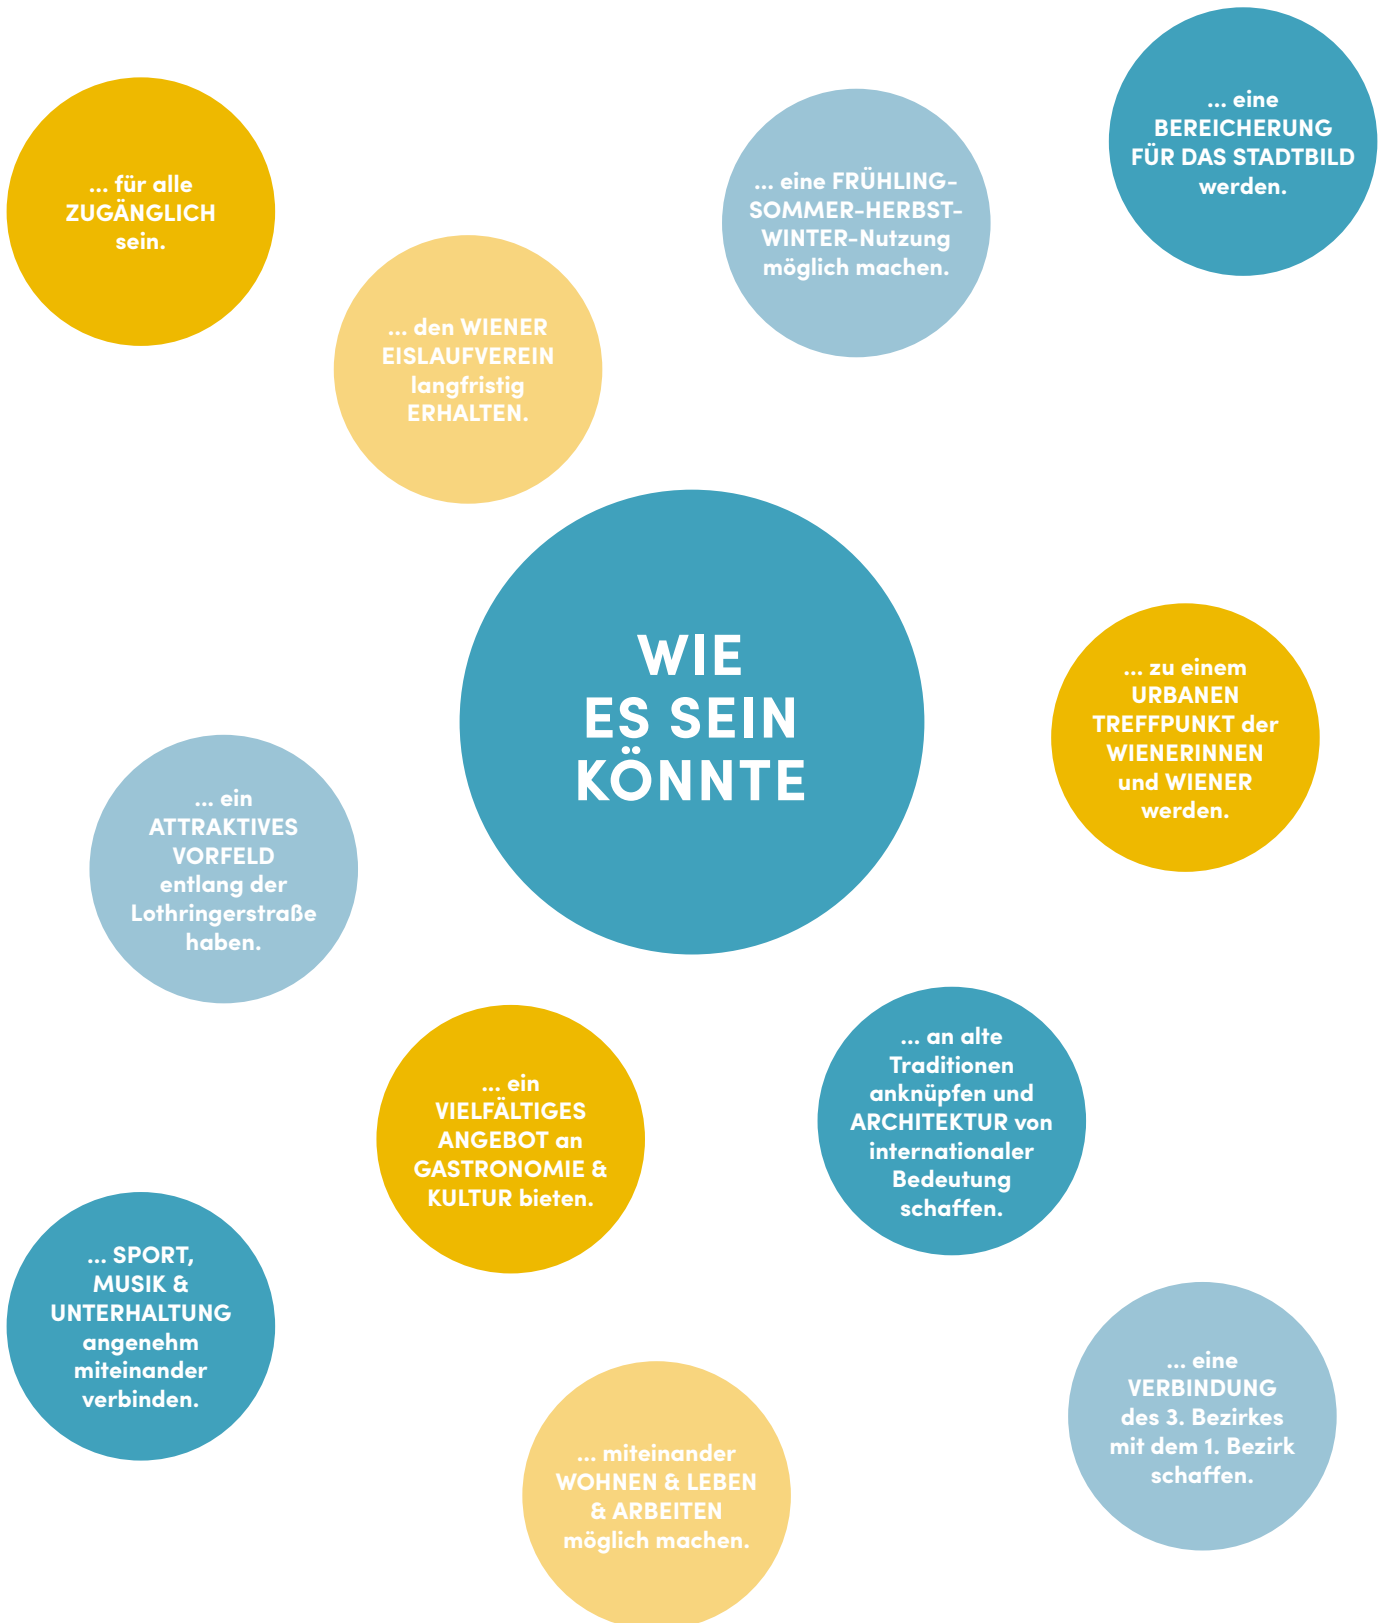 ... eine
BEREICHERUNG
FÜR DAS STADTBILD
werden.
... für alle
ZUGÄNGLICH
sein.
... eine FRÜHLING-
SOMMER-HERBST-
WINTER-Nutzung
möglich machen.
... den WIENER
EISLAUFVEREIN
langfristig
ERHALTEN.
WIE
ES SEIN
KÖNNTE
... zu einem
URBANEN
TREFFPUNKT der
WIENERINNEN
und WIENER
werden.
... ein
ATTRAKTIVES
VORFELD
entlang der
Lothringerstraße
haben.
... ein
VIELFÄLTIGES
ANGEBOT an
GASTRONOMIE &
KULTUR bieten.
... an alte
Traditionen
anknüpfen und
ARCHITEKTUR von
internationaler
Bedeutung
schaffen.
... SPORT,
MUSIK &
UNTERHALTUNG
angenehm
miteinander
verbinden.
... eine
VERBINDUNG
des 3. Bezirkes
mit dem 1. Bezirk
schaffen.
... miteinander
WOHNEN & LEBEN
& ARBEITEN
möglich machen.